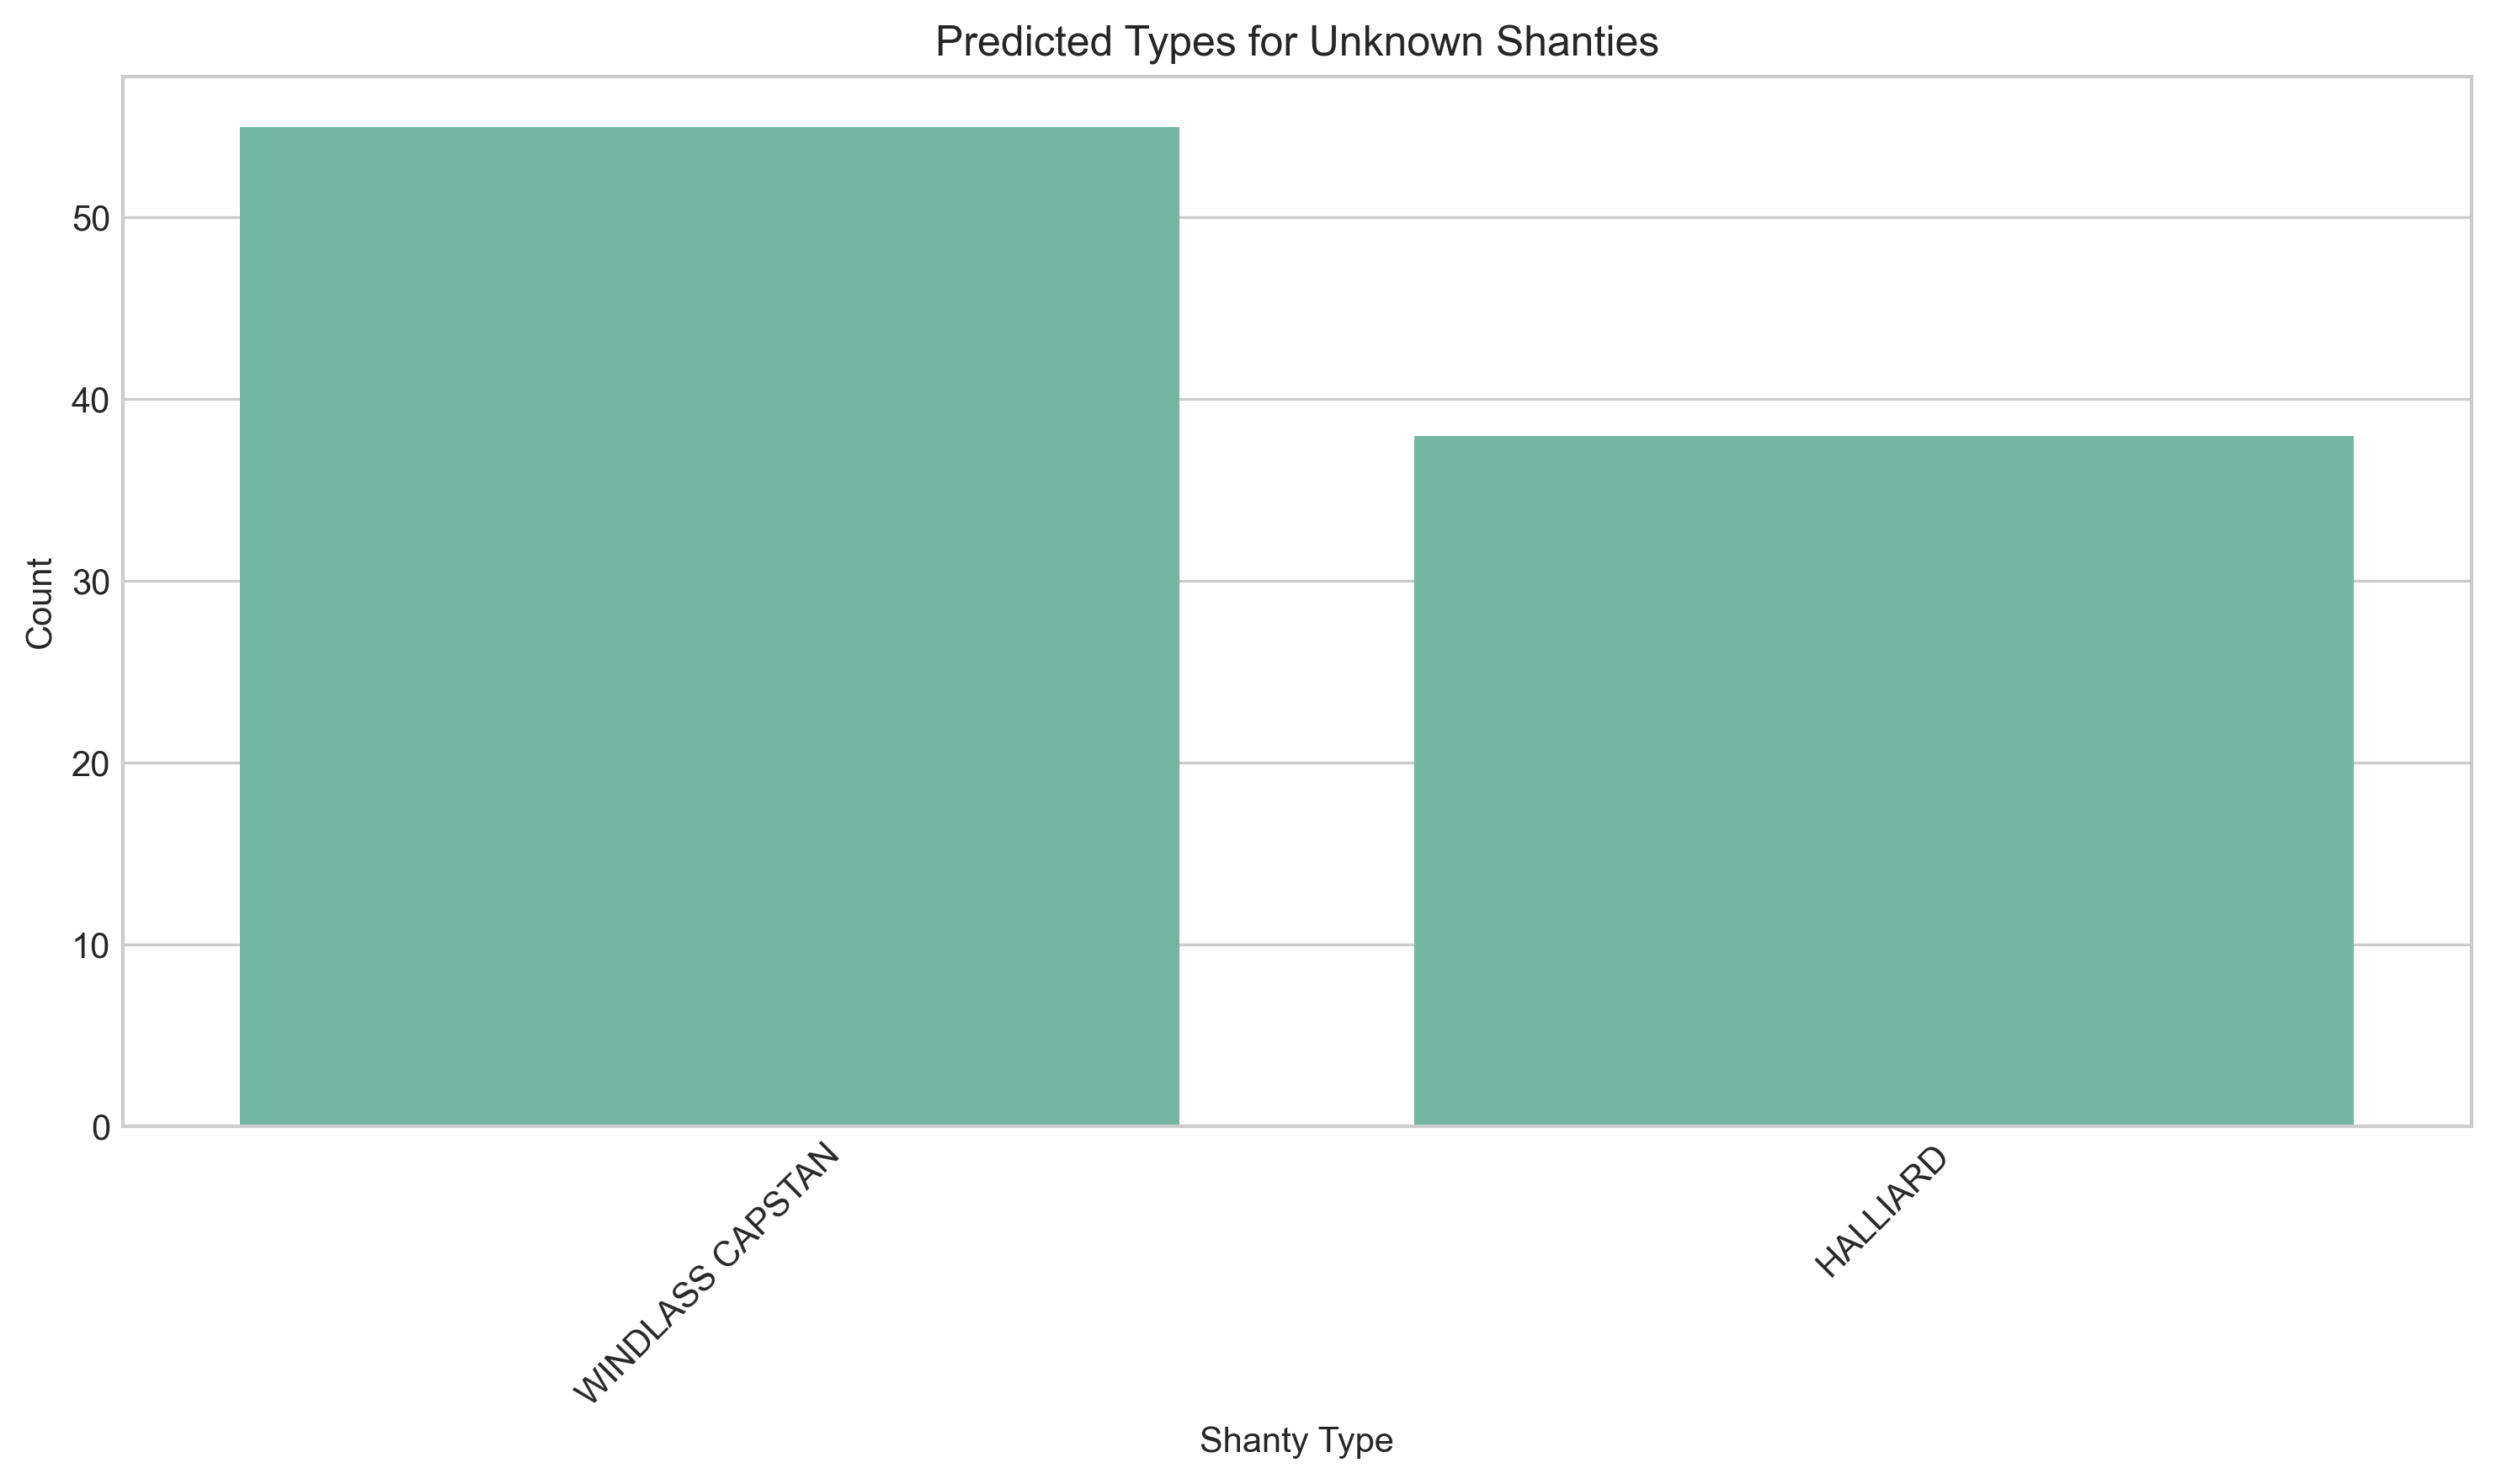 Predicted Types for Unknown Shanties
Count
50
40
30
20
10
0
WINDLASS CAPSTAN
HALLIARD
Shanty Type